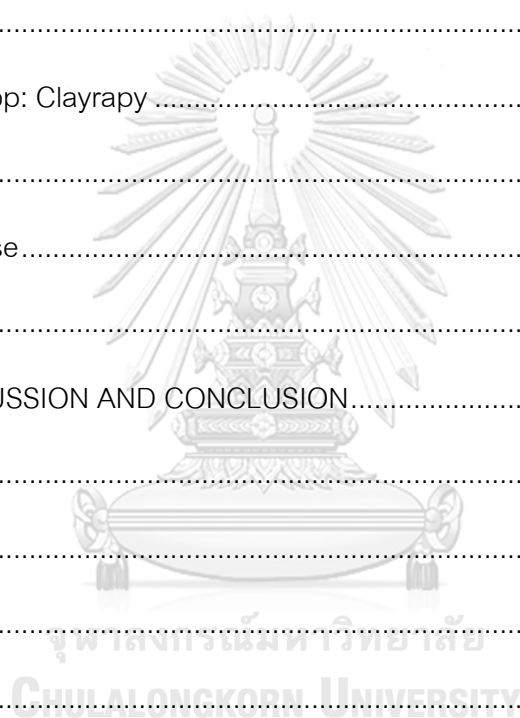 ....................................................................
op: Clayrapy ...............................................
....................................................................
se.................................................................
....................................................................
USSION AND CONCLUSION......................
....................................................................
....................................................................
....................................................................
จุฬาลงกรณ์มหาวิทยาลัย
....................................................................
CHULALONGKORN UNIVERSITY